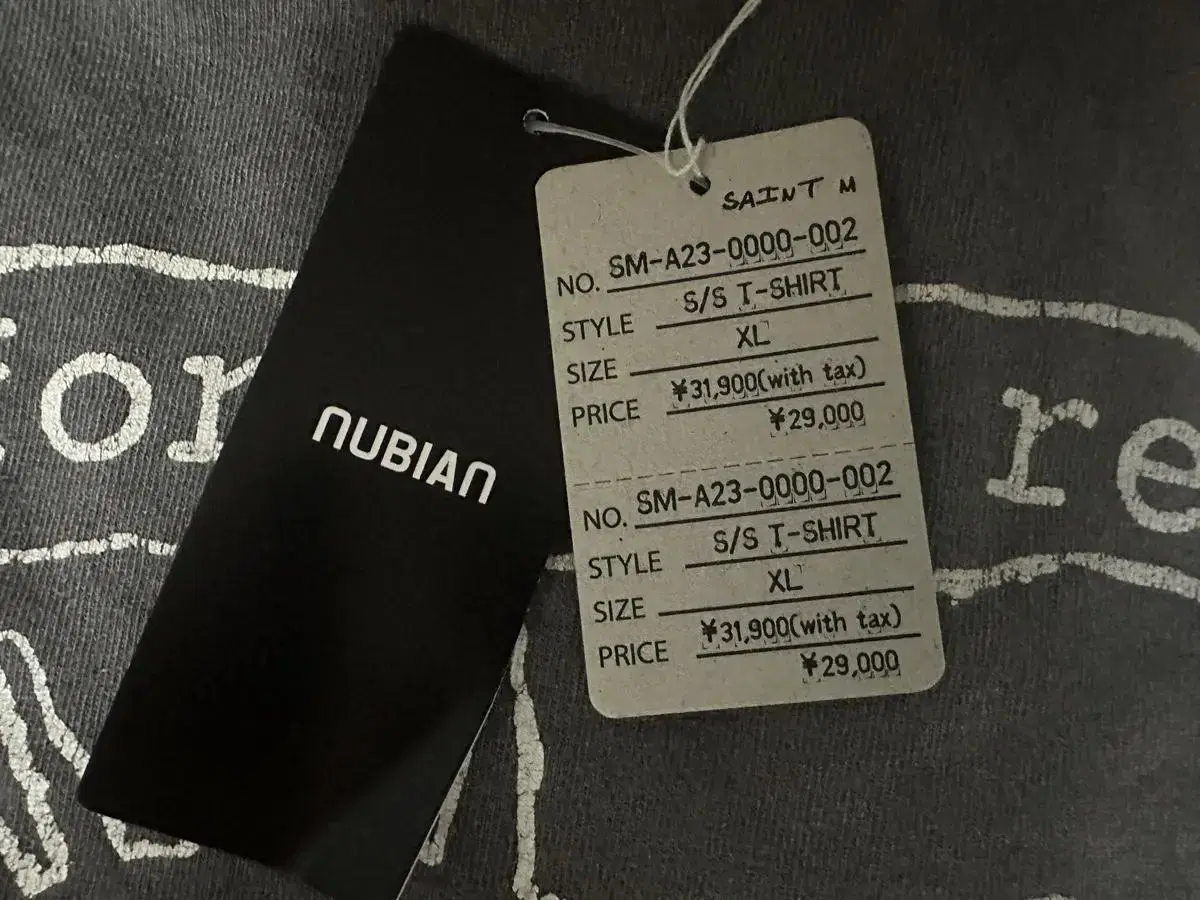 or
re
NUBIAN
SAINT M
NO. SM-A23-0000-002
STYLE S/S T-SHIRT
SIZE XL
PRICE ¥31,900(with tax)
¥29,000
NO. SM-A23-0000-002
STYLE S/S T-SHIRT
SIZE XL
PRICE ¥31,900(with tax)
¥29,000